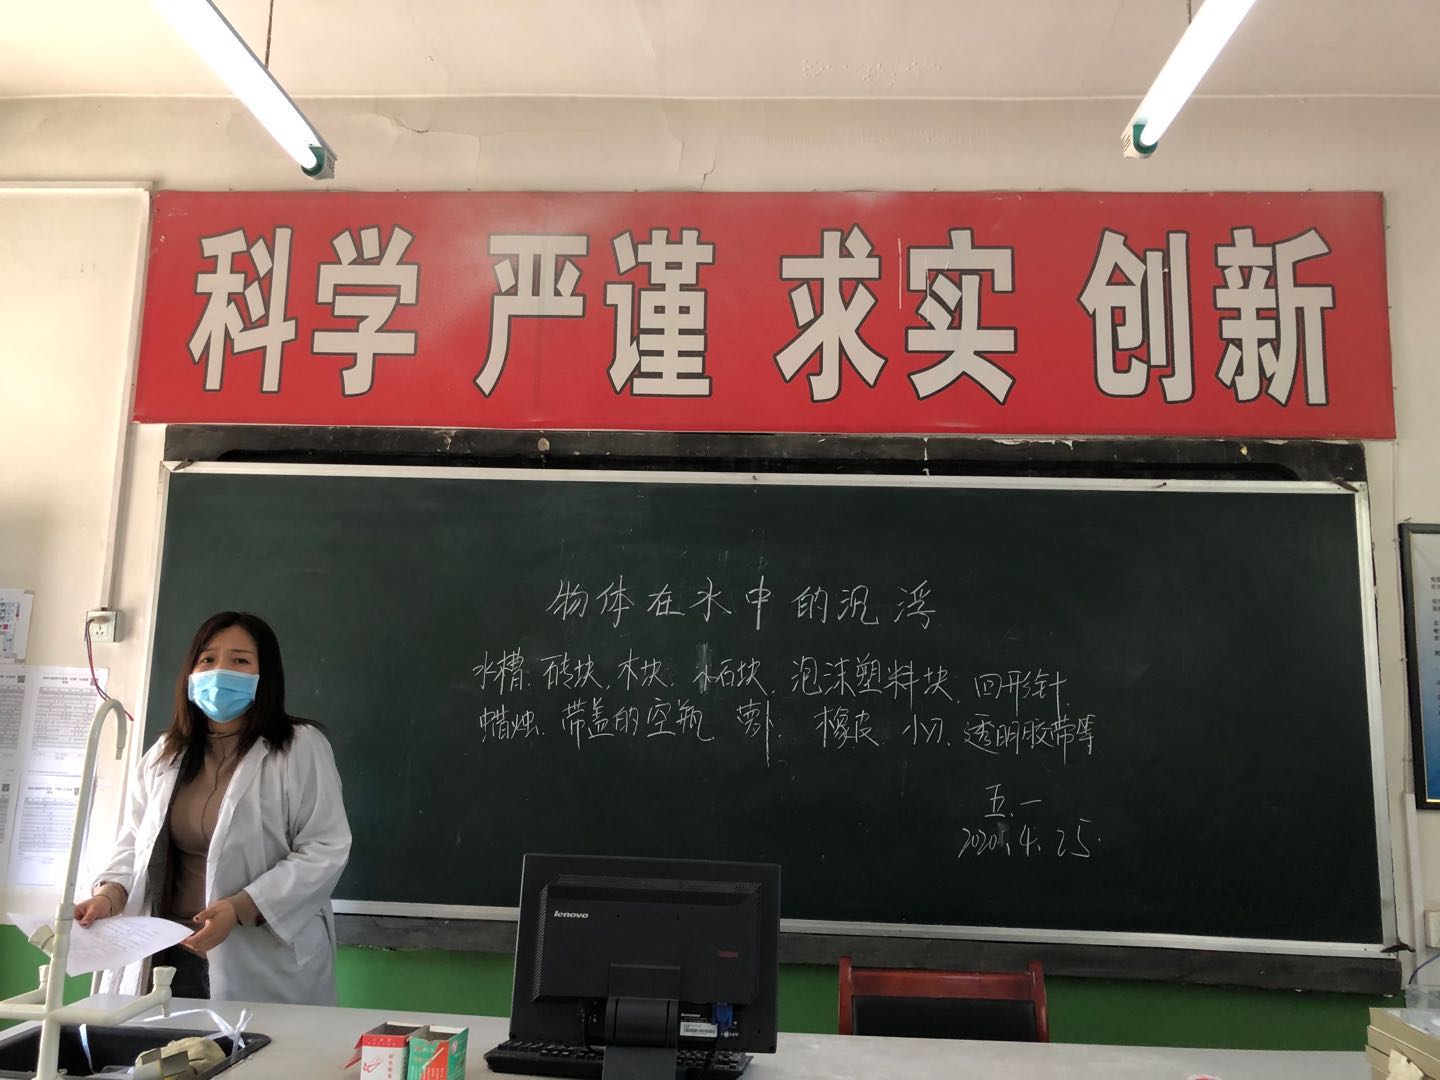 科学 严谨 求实 创新
物体在水中的沉浮
水槽、砖块、木块、冰石块、泡沫塑料块、回形针、
蜡烛、带盖的空瓶、萝卜、橡皮、小刀、透明胶带等
五.一
2020.4.25.
lenovo